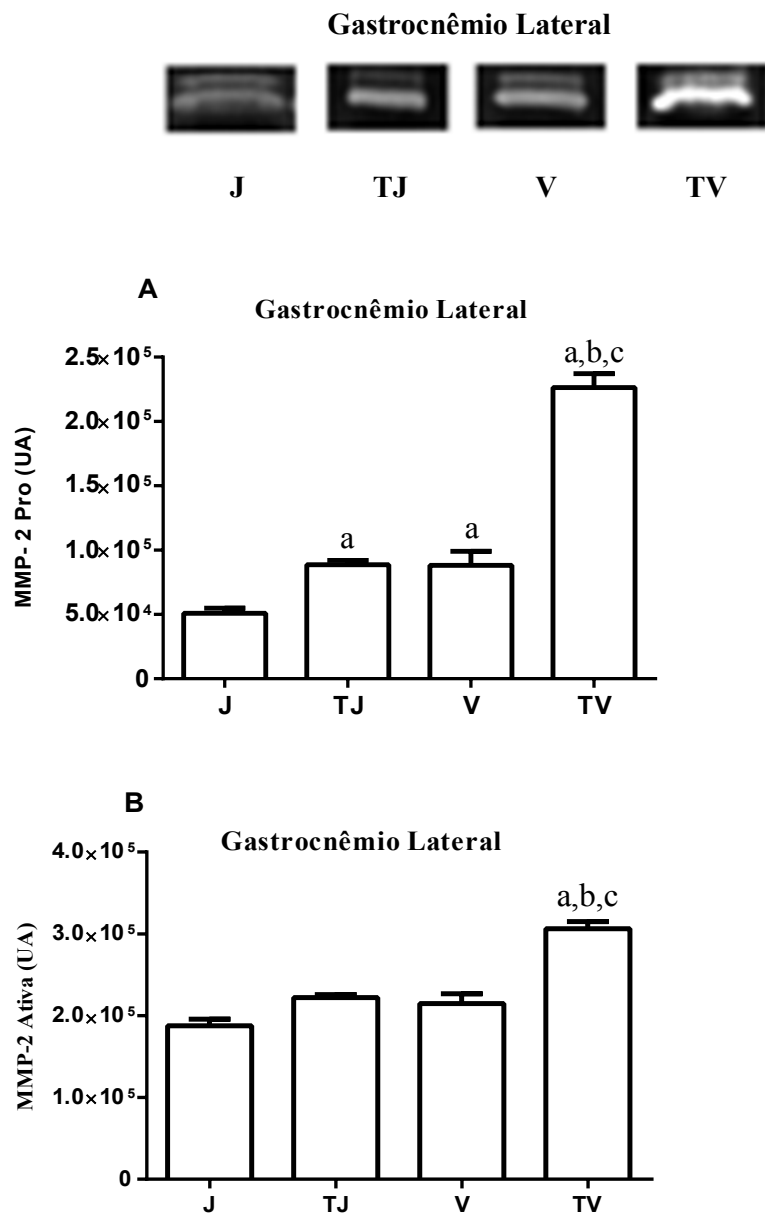 Gastrocnêmio Lateral
J TJ V TV
A
Gastrocnêmio Lateral
MMP- 2 Pro (UA)
2.5×10⁵
2.0×10⁵
1.5×10⁵
1.0×10⁵
5.0×10⁴
0
a
a
a,b,c
J TJ V TV
B
Gastrocnêmio Lateral
MMP-2 Ativa (UA)
4.0×10⁵
3.0×10⁵
2.0×10⁵
1.0×10⁵
0
a,b,c
J TJ V TV